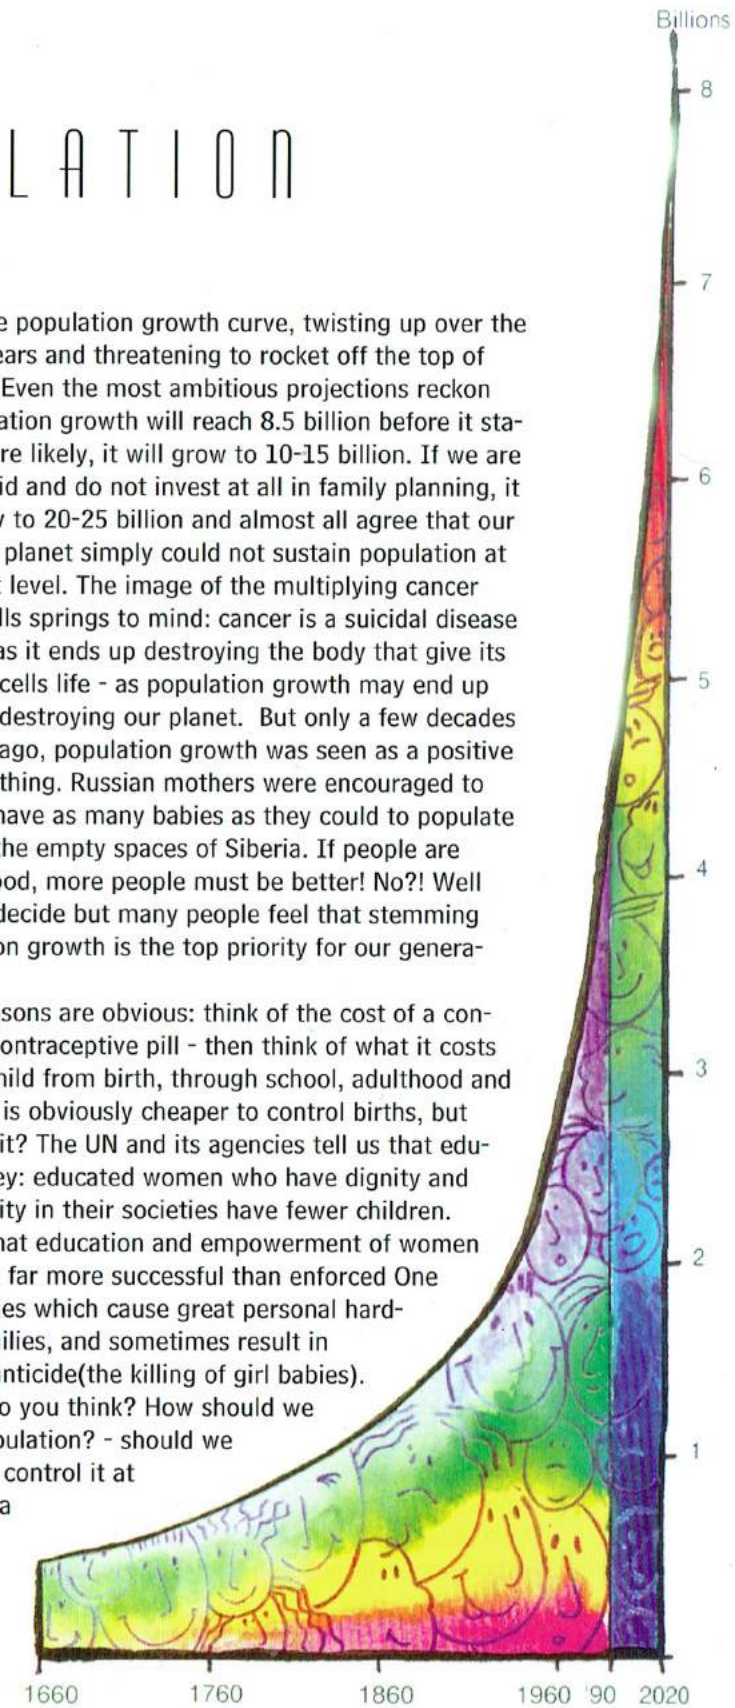 Billions
8
LATION
7
e population growth curve, twisting up over the
ears and threatening to rocket off the top of
Even the most ambitious projections reckon
ation growth will reach 8.5 billion before it sta-
re likely, it will grow to 10-15 billion. If we are
id and do not invest at all in family planning, it
y to 20-25 billion and almost all agree that our
planet simply could not sustain population at
t level. The image of the multiplying cancer
lls springs to mind: cancer is a suicidal disease
as it ends up destroying the body that give its
cells life - as population growth may end up
destroying our planet. But only a few decades
ago, population growth was seen as a positive
thing. Russian mothers were encouraged to
have as many babies as they could to populate
the empty spaces of Siberia. If people are
ood, more people must be better! No?! Well
decide but many people feel that stemming
on growth is the top priority for our genera-
sons are obvious: think of the cost of a con-
ontraceptive pill - then think of what it costs
hild from birth, through school, adulthood and
is obviously cheaper to control births, but
it? The UN and its agencies tell us that edu-
ey: educated women who have dignity and
ity in their societies have fewer children.
hat education and empowerment of women
far more successful than enforced One
es which cause great personal hard-
ilies, and sometimes result in
nticide(the killing of girl babies).
o you think? How should we
pulation? - should we
control it at
a
6
5
4
3
2
1
1660 1760 1860 1960 '90 2020